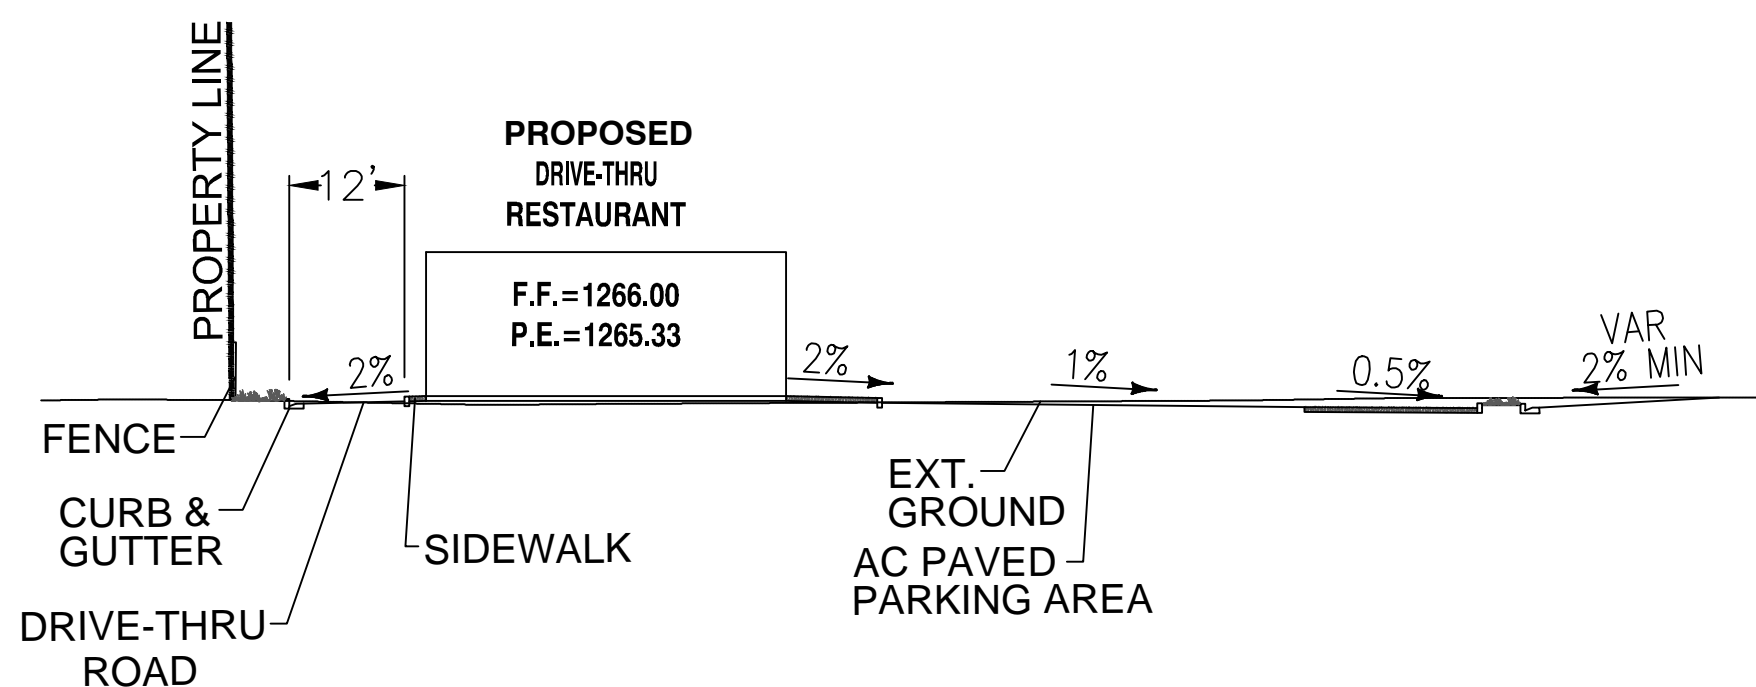 PROPERTY LINE
PROPOSED
DRIVE-THRU
RESTAURANT
12'
F.F.=1266.00
P.E.=1265.33
2%
2%
1%
0.5%
VAR
2% MIN
FENCE
CURB &
GUTTER
DRIVE-THRU
ROAD
SIDEWALK
EXT.
GROUND
AC PAVED
PARKING AREA